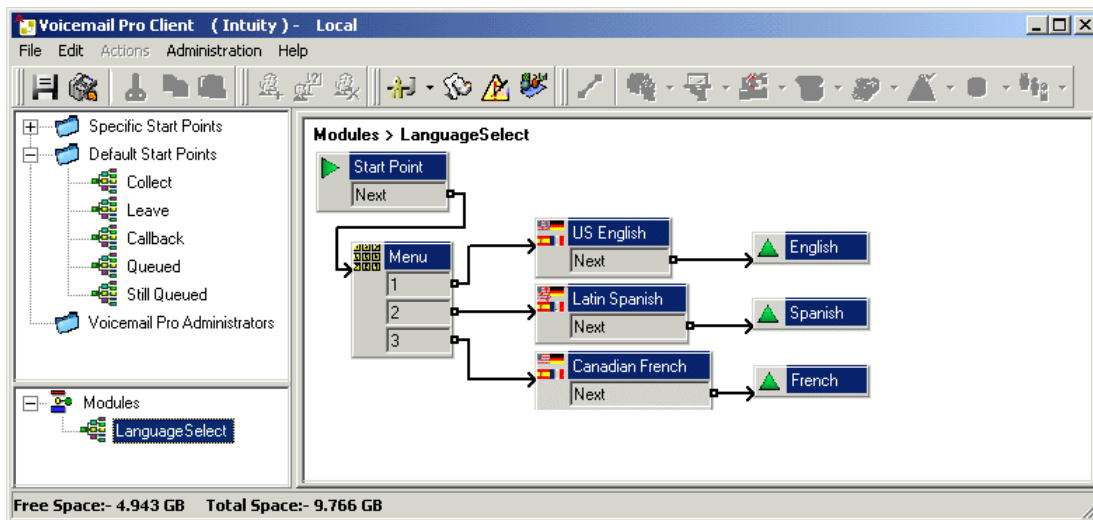 Voicemail Pro Client   ( Intuity ) -   Local
File Edit Actions Administration Help
Specific Start Points
Default Start Points
Collect
Leave
Callback
Queued
Still Queued
Voicemail Pro Administrators
Modules
LanguageSelect
Modules > LanguageSelect
Start Point
Next
Menu
1
2
3
US English
Next
Latin Spanish
Next
Canadian French
Next
English
Spanish
French
Free Space:- 4.943 GB   Total Space:- 9.766 GB